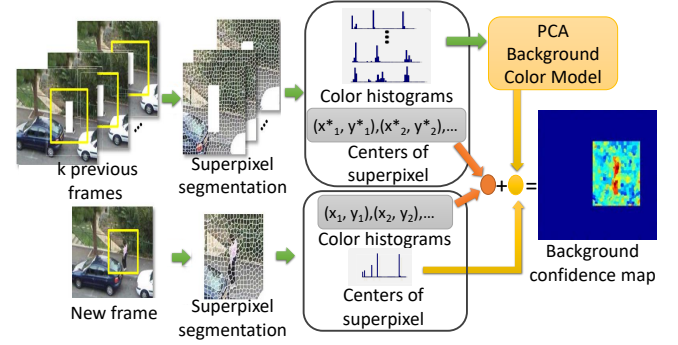 k previous
frames
Superpixel
segmentation
Color histograms
(x*1, y*1),(x*2, y*2),...
Centers of
superpixel
PCA
Background
Color Model
New frame
Superpixel
segmentation
(x1, y1),(x2, y2),...
Color histograms
Centers of
superpixel
+ =
Background
confidence map